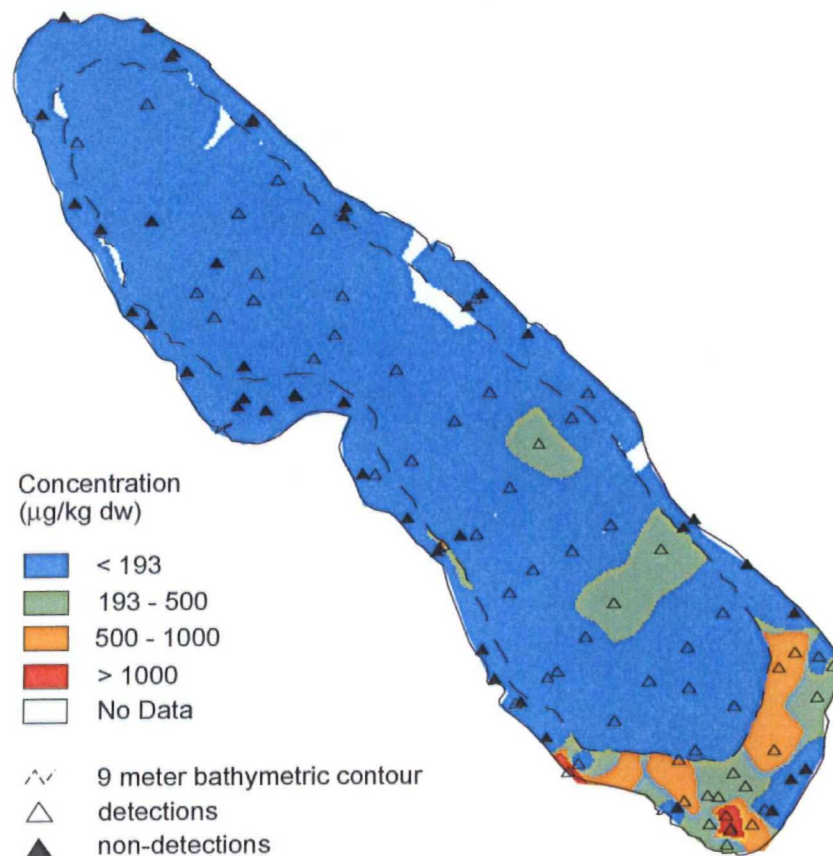 Concentration
(µg/kg dw)
< 193
193 - 500
500 - 1000
> 1000
No Data
9 meter bathymetric contour
detections
non-detections